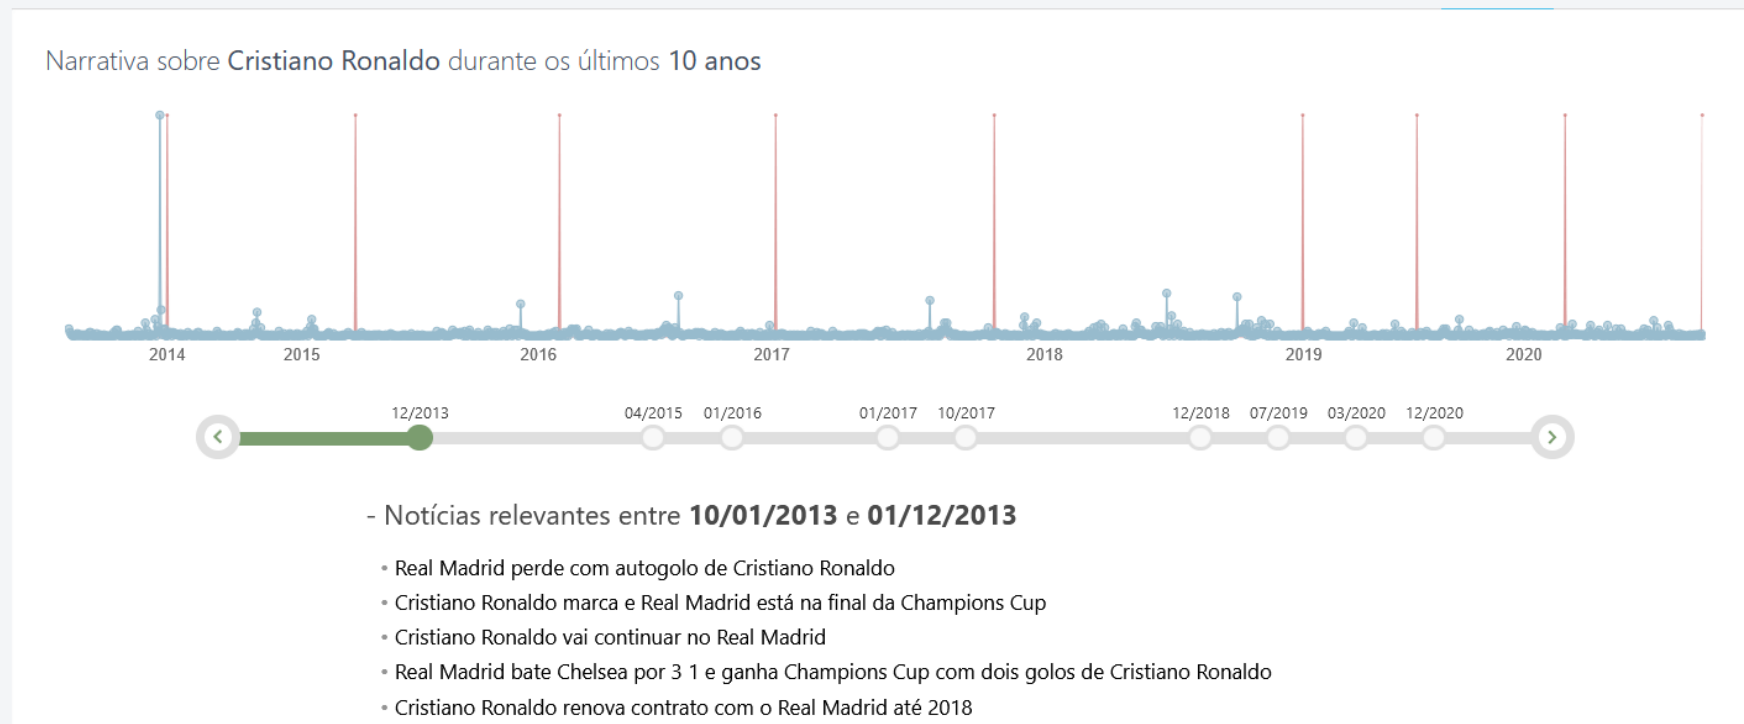 Narrativa sobre Cristiano Ronaldo durante os últimos 10 anos
2014 2015 2016 2017 2018 2019 2020
12/2013 04/2015 01/2016 01/2017 10/2017 12/2018 07/2019 03/2020 12/2020
- Notícias relevantes entre 10/01/2013 e 01/12/2013
• Real Madrid perde com autogolo de Cristiano Ronaldo
• Cristiano Ronaldo marca e Real Madrid está na final da Champions Cup
• Cristiano Ronaldo vai continuar no Real Madrid
• Real Madrid bate Chelsea por 3 1 e ganha Champions Cup com dois golos de Cristiano Ronaldo
• Cristiano Ronaldo renova contrato com o Real Madrid até 2018